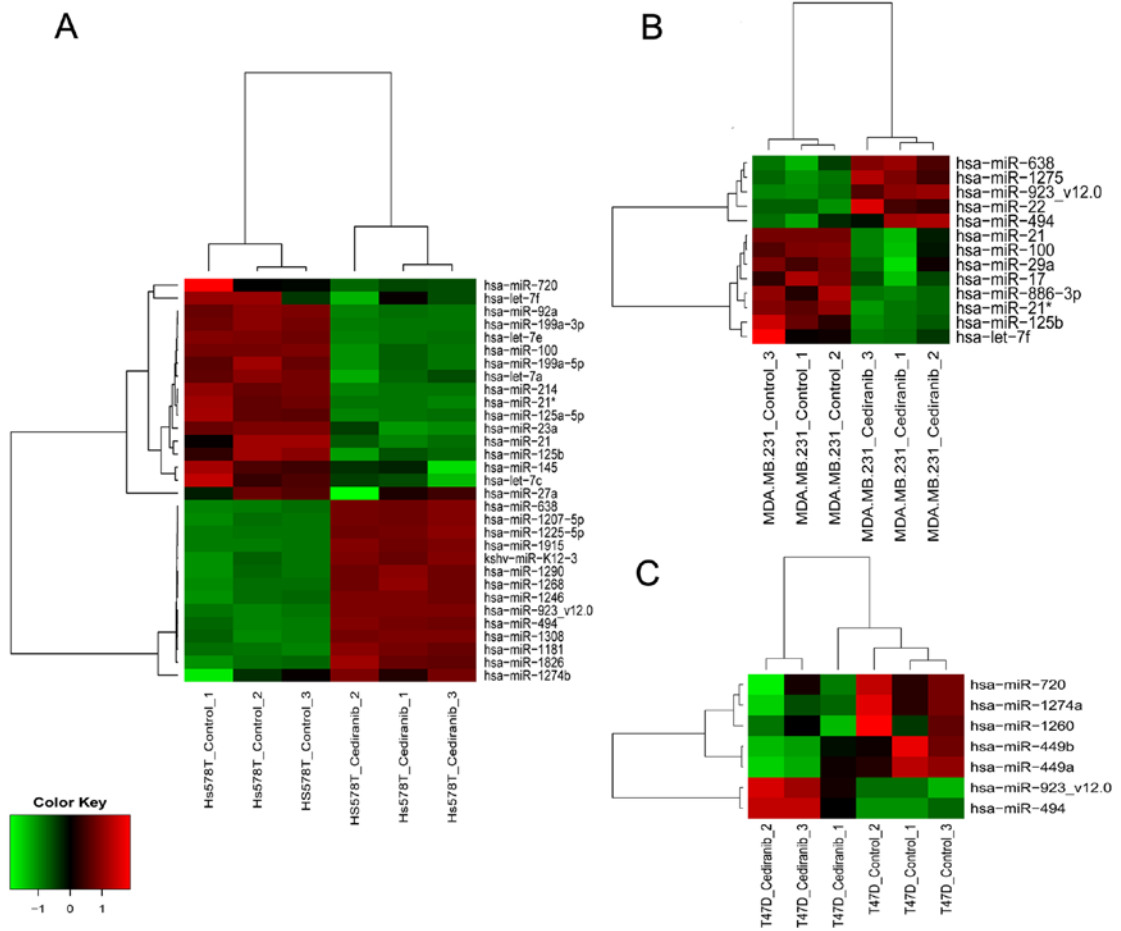 A
hsa-miR-720
hsa-let-7f
hsa-miR-92a
hsa-miR-199a-3p
hsa-let-7e
hsa-miR-100
hsa-miR-199a-5p
hsa-let-7a
hsa-miR-214
hsa-miR-21*
hsa-miR-125a-5p
hsa-miR-23a
hsa-miR-21
hsa-miR-125b
hsa-miR-145
hsa-let-7c
hsa-miR-27a
hsa-miR-638
hsa-miR-1207-5p
hsa-miR-1225-5p
hsa-miR-1915
kshv-miR-K12-3
hsa-miR-1290
hsa-miR-1268
hsa-miR-1246
hsa-miR-923_v12.0
hsa-miR-494
hsa-miR-1308
hsa-miR-1181
hsa-miR-1826
hsa-miR-1274b
Hs578T_Control_1
Hs578T_Control_2
Hs578T_Control_3
HS578T_Cediranib_2
Hs578T_Cediranib_1
Hs578T_Cediranib_3
Color Key
-1 0 1
B
hsa-miR-638
hsa-miR-1275
hsa-miR-923_v12.0
hsa-miR-22
hsa-miR-494
hsa-miR-21
hsa-miR-100
hsa-miR-29a
hsa-miR-17
hsa-miR-886-3p
hsa-miR-21*
hsa-miR-125b
hsa-let-7f
MDA.MB.231_Control_3
MDA.MB.231_Control_1
MDA.MB.231_Control_2
MDA.MB.231_Cediranib_3
MDA.MB.231_Cediranib_1
MDA.MB.231_Cediranib_2
C
hsa-miR-720
hsa-miR-1274a
hsa-miR-1260
hsa-miR-449b
hsa-miR-449a
hsa-miR-923_v12.0
hsa-miR-494
T47D_Cediranib_2
T47D_Cediranib_3
T47D_Cediranib_1
T47D_Control_2
T47D_Control_1
T47D_Control_3